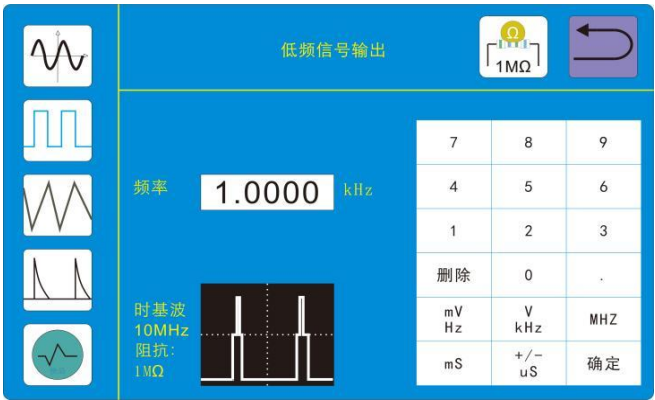 低频信号输出
Ω
1MΩ
7 8 9
频率 1.0000 kHz
4 5 6
1 2 3
删除 0 .
时基波
10MHz
阻抗:
1MΩ
mV
Hz
V
kHz
MHZ
mS
+/-
uS
确定